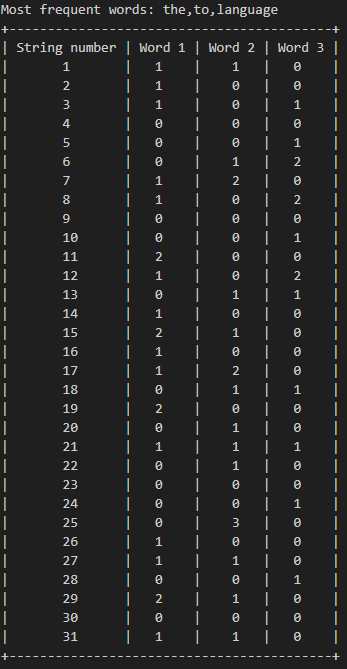 Most frequent words: the,to,language
+-----------------------------------------+
| String number | Word 1 | Word 2 | Word 3 |
| 1 | 1 | 1 | 0 |
| 2 | 1 | 0 | 0 |
| 3 | 1 | 0 | 1 |
| 4 | 0 | 0 | 0 |
| 5 | 0 | 0 | 1 |
| 6 | 0 | 1 | 2 |
| 7 | 1 | 2 | 0 |
| 8 | 1 | 0 | 2 |
| 9 | 0 | 0 | 0 |
| 10 | 0 | 0 | 1 |
| 11 | 2 | 0 | 0 |
| 12 | 1 | 0 | 2 |
| 13 | 0 | 1 | 1 |
| 14 | 1 | 0 | 0 |
| 15 | 2 | 1 | 0 |
| 16 | 1 | 0 | 0 |
| 17 | 1 | 2 | 0 |
| 18 | 0 | 1 | 1 |
| 19 | 2 | 0 | 0 |
| 20 | 0 | 1 | 0 |
| 21 | 1 | 1 | 1 |
| 22 | 0 | 1 | 0 |
| 23 | 0 | 0 | 0 |
| 24 | 0 | 0 | 1 |
| 25 | 0 | 3 | 0 |
| 26 | 1 | 0 | 0 |
| 27 | 1 | 1 | 0 |
| 28 | 0 | 0 | 1 |
| 29 | 2 | 1 | 0 |
| 30 | 0 | 0 | 0 |
| 31 | 1 | 1 | 0 |
+-----------------------------------------+